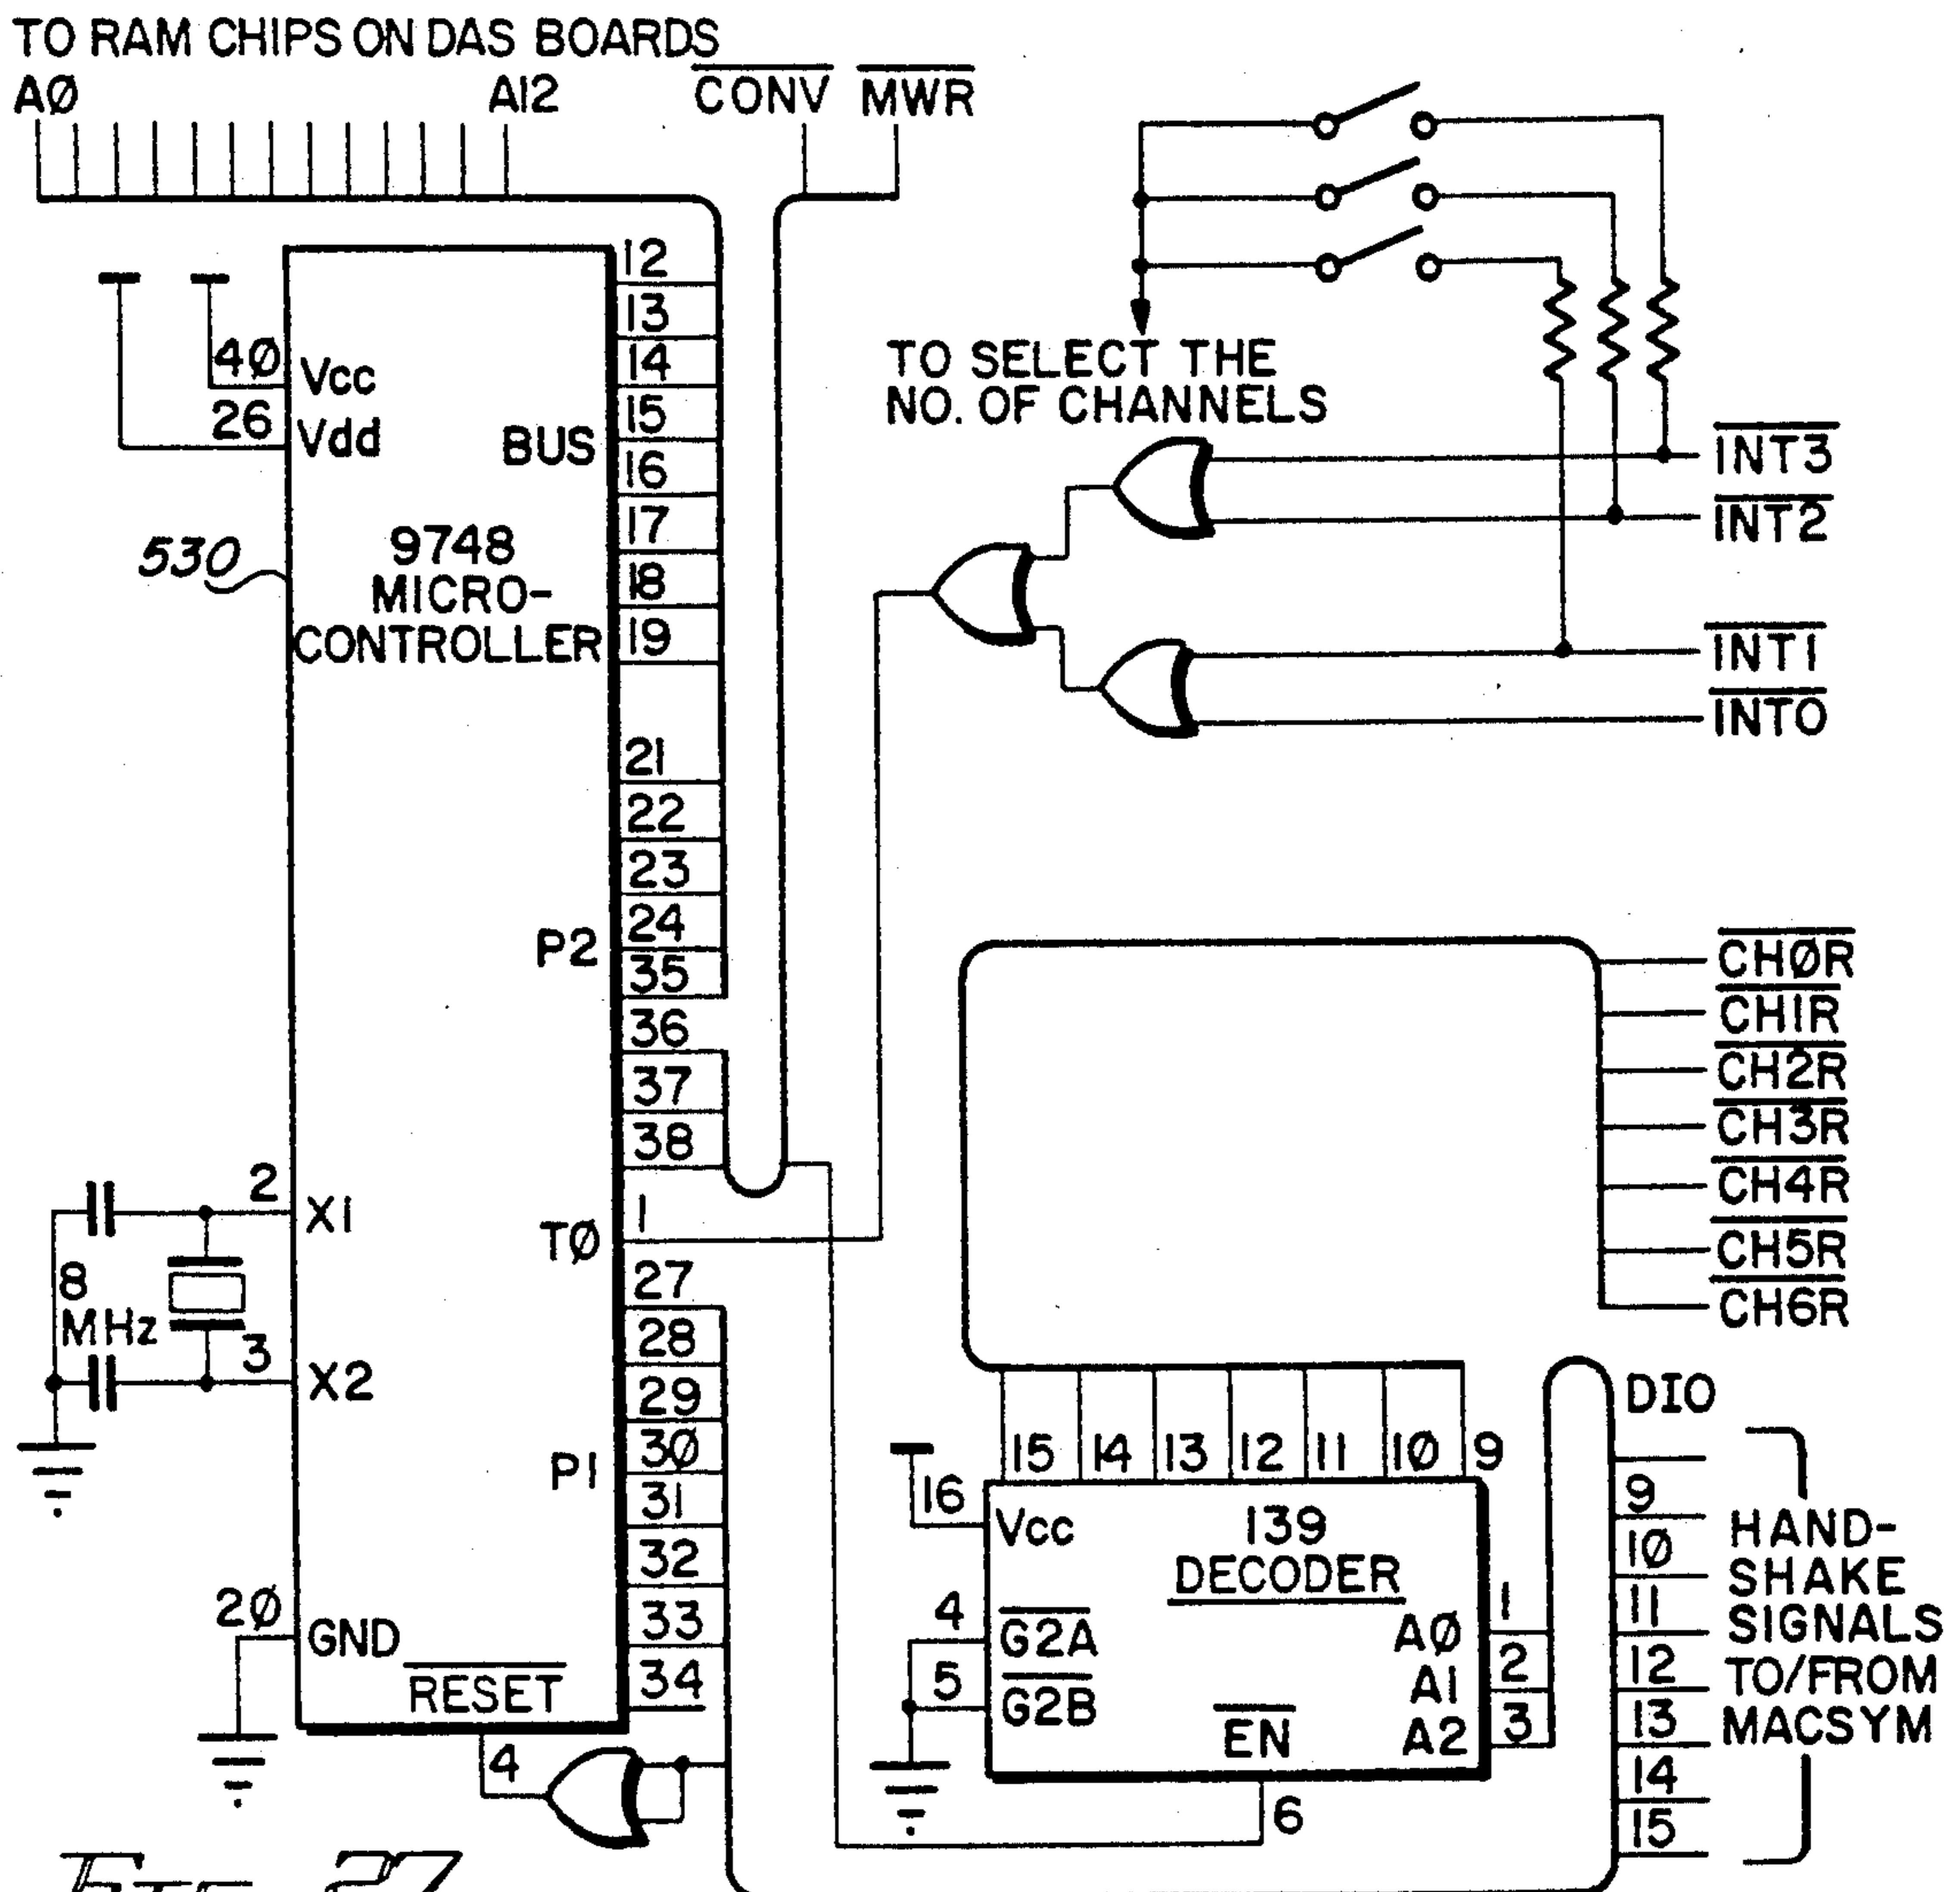 TO RAM CHIPS ON DAS BOARDS
AØ A12 CONV MWR
12
13
14
15
16
17
18
19
21
22
23
24
35
36
37
38
1
27
28
29
30
31
32
33
34
4Ø Vcc
26 Vdd
BUS
530
9748
MICRO-
CONTROLLER
P2
2 X1
TØ
8
MHz
3 X2
P1
2Ø GND
RESET
4
TO SELECT THE
NO. OF CHANNELS
INT3
INT2
INT1
INT0
CHØR
CH1R
CH2R
CH3R
CH4R
CH5R
CH6R
15 14 13 12 11 1Ø 9
16 Vcc
139
DECODER
4 G2A
5 G2B
AØ 1
A1 2
A2 3
EN
6
DIO
9
1Ø
11
12
13
14
15
HAND-
SHAKE
SIGNALS
TO/FROM
MACSYM